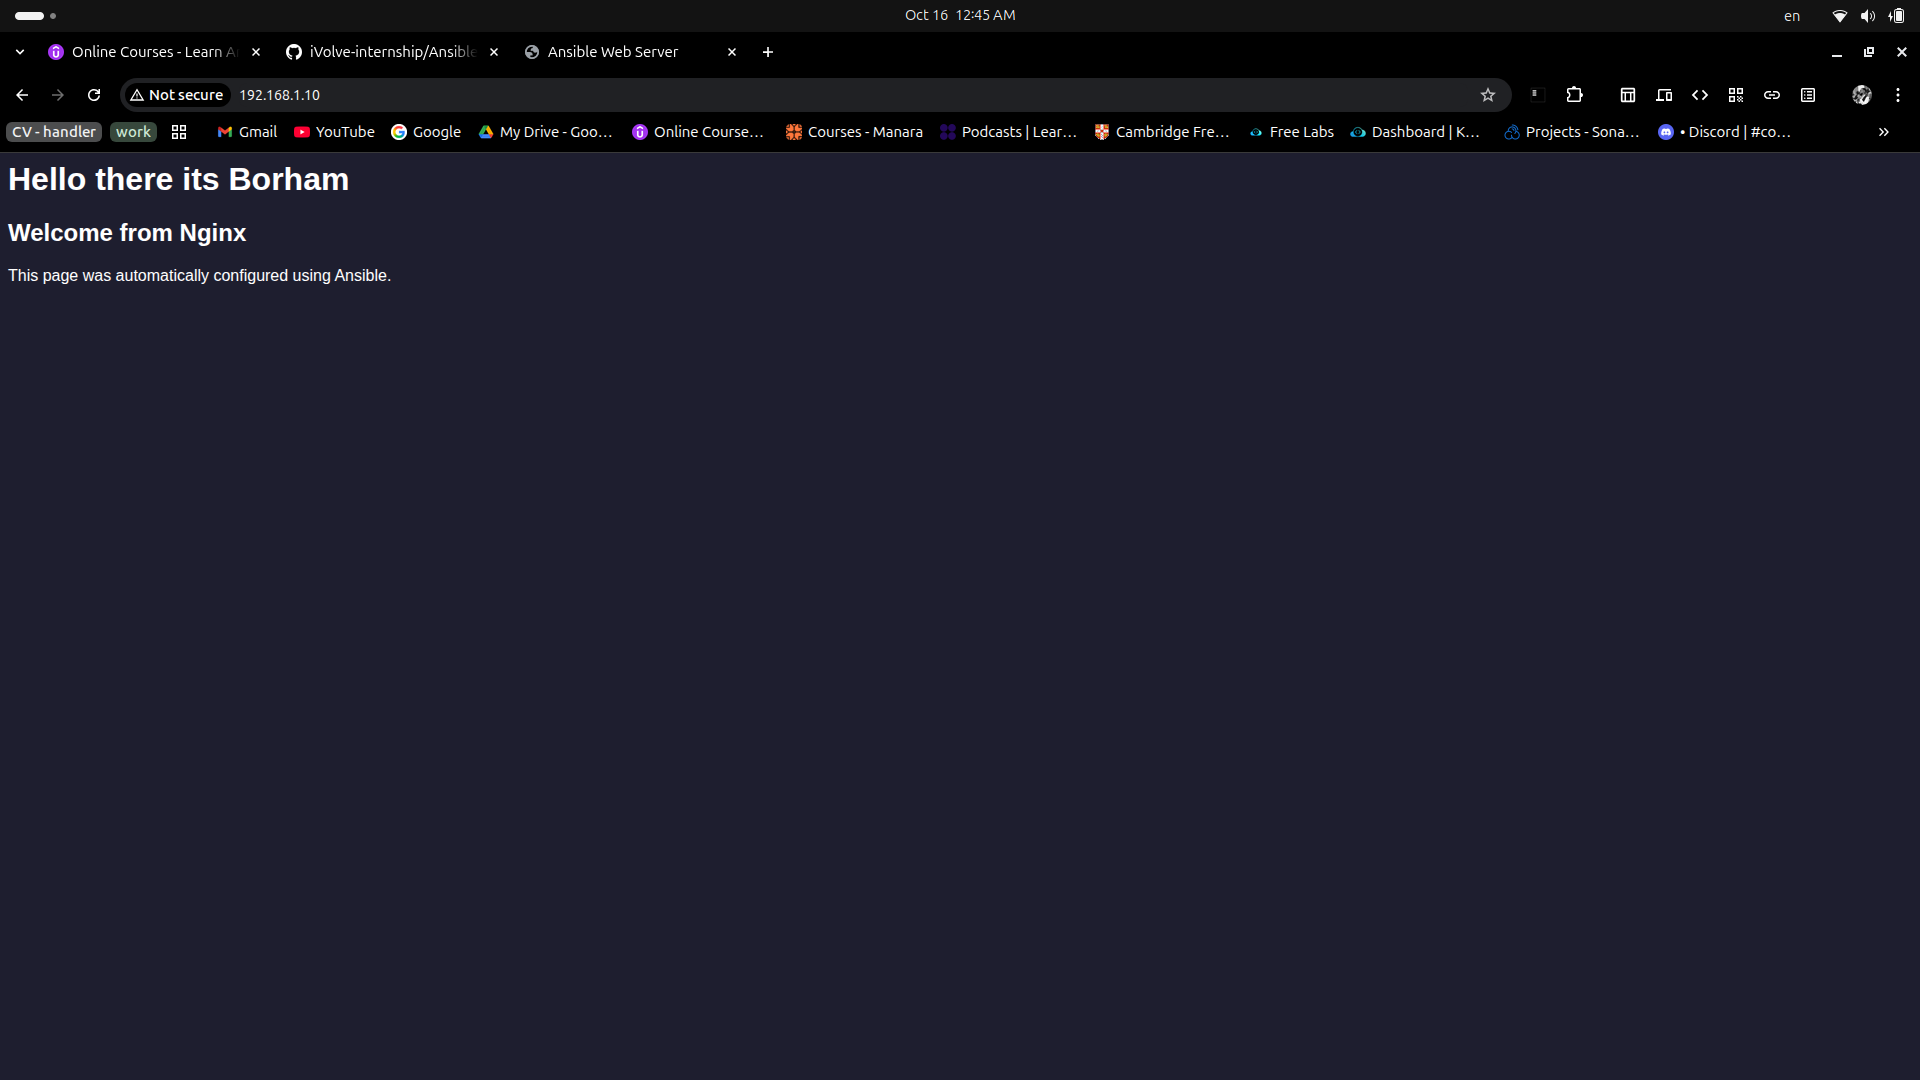 Oct 16 12:45 AM
en
Online Courses - Learn A
iVolve-internship/Ansible
Ansible Web Server
Not secure 192.168.1.10
CV - handler work Gmail YouTube Google My Drive - Goo… Online Course… Courses - Manara Podcasts | Lear… Cambridge Fre… Free Labs Dashboard | K… Projects - Sona… • Discord | #co…
Hello there its Borham
Welcome from Nginx
This page was automatically configured using Ansible.